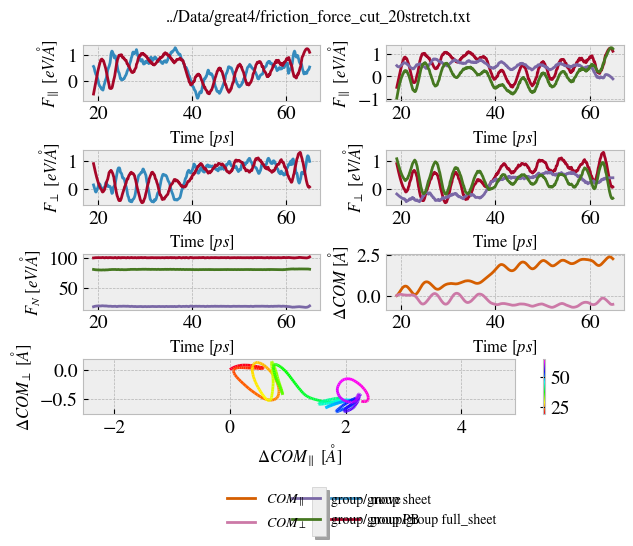 ../Data/great4/friction_force_cut_20stretch.txt
F∥ [eV/Å]
1
0
20 40 60
Time [ps]
F∥ [eV/Å]
1
0
−1
20 40 60
Time [ps]
F⊥ [eV/Å]
1
0
20 40 60
Time [ps]
F⊥ [eV/Å]
1
0
20 40 60
Time [ps]
F_N [eV/Å]
100
50
20 40 60
Time [ps]
ΔCOM [Å]
2.5
0.0
20 40 60
Time [ps]
ΔCOM⊥ [Å]
0.0
−0.5
−2 0 2 4
ΔCOM∥ [Å]
50
25
COM∥
COM⊥
group/group sheet
group/group full_sheet